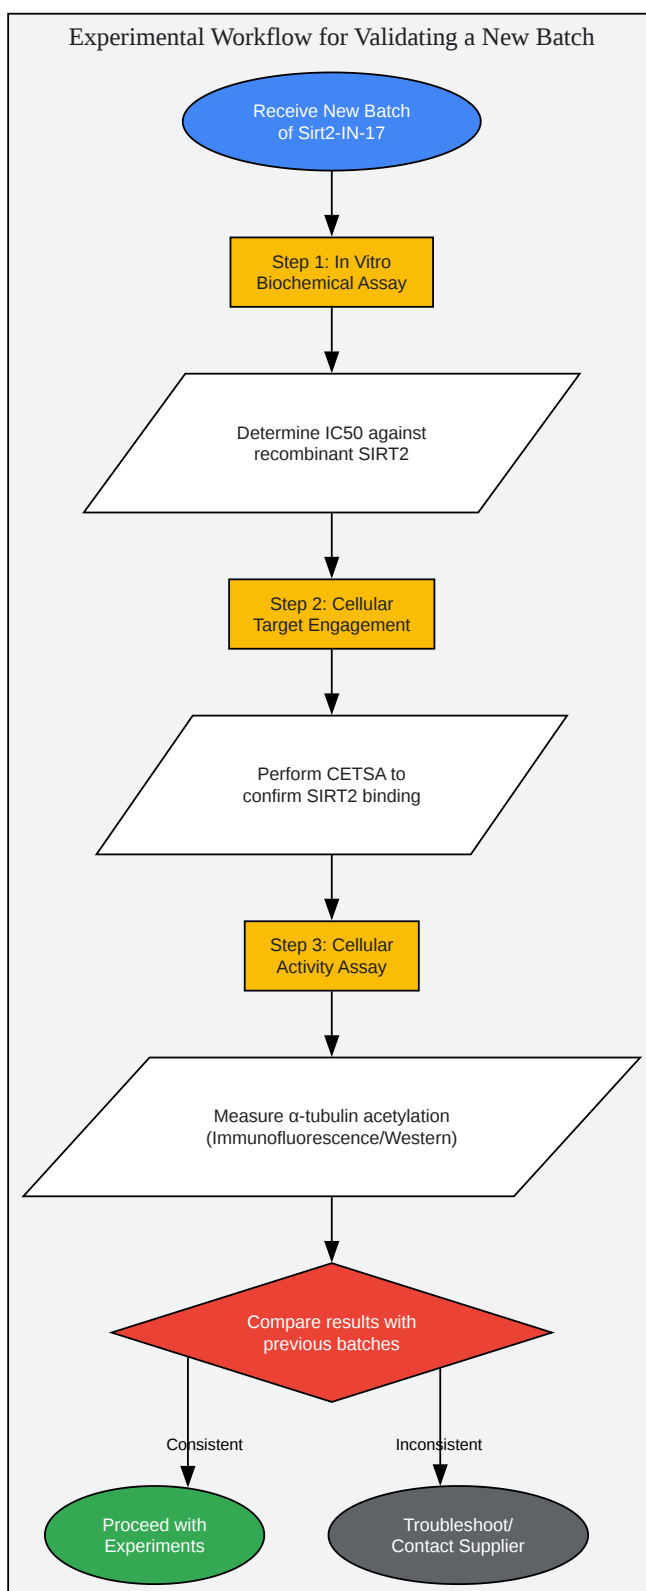 Experimental Workflow for Validating a New Batch
Receive New Batch
of Sirt2-IN-17
Step 1: In Vitro
Biochemical Assay
Determine IC50 against
recombinant SIRT2
Step 2: Cellular
Target Engagement
Perform CETSA to
confirm SIRT2 binding
Step 3: Cellular
Activity Assay
Measure α-tubulin acetylation
(Immunofluorescence/Western)
Compare results with
previous batches
Consistent
Inconsistent
Proceed with
Experiments
Troubleshoot/
Contact Supplier